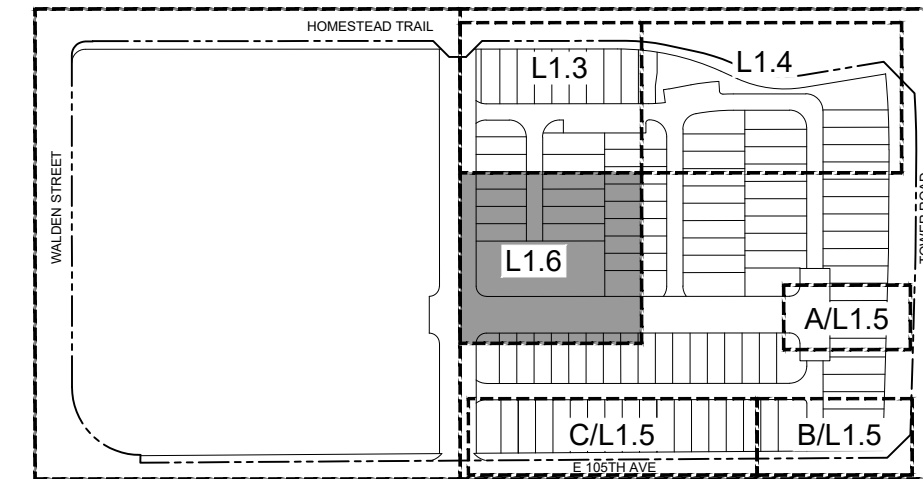 HOMESTEAD TRAIL
L1.3
L1.4
WALDEN STREET
TOWER ROAD
L1.6
A/L1.5
C/L1.5
B/L1.5
E 105TH AVE